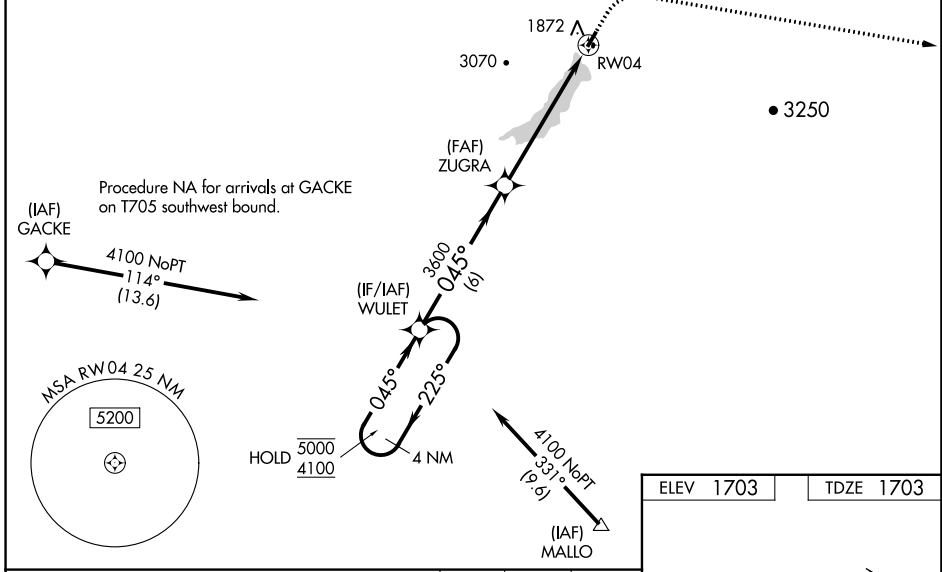 1872
RW04
3070
3250
(FAF)
ZUGRA
Procedure NA for arrivals at GACKE
on T705 southwest bound.
(IAF)
GACKE
4100 NoPT
114°
(13.6)
3600
045°
(6)
(IF/IAF)
WULET
045°
225°
MSA RW04 25 NM
5200
HOLD 5000
4100
4 NM
4100 NoPT
331°
(9.6)
(IAF)
MALLO
ELEV 1703
TDZE 1703